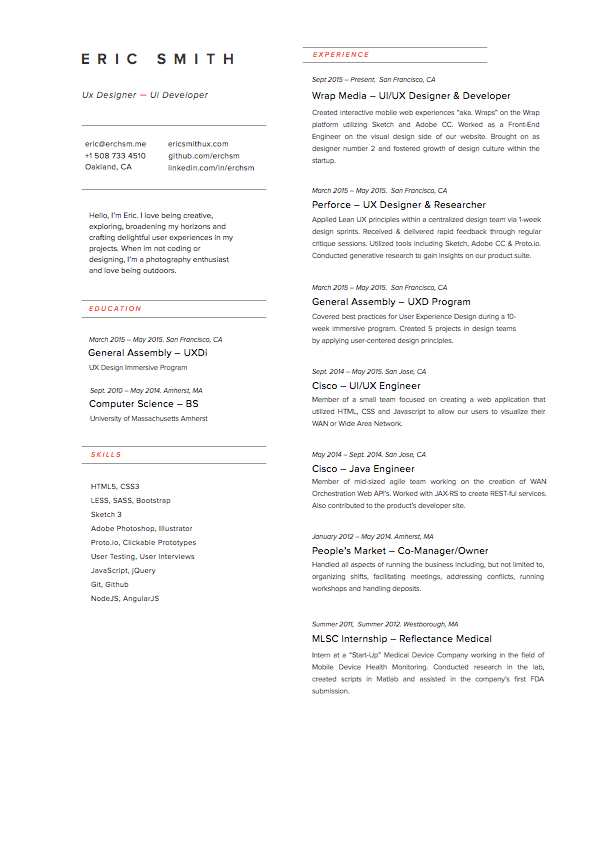 ERIC SMITH
Ux Designer — UI Developer
eric@erchsm.me
+1 508 733 4510
Oakland, CA
ericsmithux.com
github.com/erchsm
linkedin.com/in/erchsm
Hello, I'm Eric. I love being creative,
exploring, broadening my horizons and
crafting delightful user experiences in my
projects. When im not coding or
designing, I'm a photography enthusiast
and love being outdoors.
EDUCATION
March 2015 – May 2015. San Francisco, CA
General Assembly – UXDi
UX Design Immersive Program
Sept. 2010 – May 2014. Amherst, MA
Computer Science – BS
University of Massachusetts Amherst
SKILLS
HTML5, CSS3
LESS, SASS, Bootstrap
Sketch 3
Adobe Photoshop, Illustrator
Proto.io, Clickable Prototypes
User Testing, User Interviews
JavaScript, jQuery
Git, Github
NodeJS, AngularJS
EXPERIENCE
Sept 2015 – Present. San Francisco, CA
Wrap Media – UI/UX Designer & Developer
Created interactive mobile web experiences "aka. Wraps" on the Wrap
platform utilizing Sketch and Adobe CC. Worked as a Front-End
Engineer on the visual design side of our website. Brought on as
designer number 2 and fostered growth of design culture within the
startup.
March 2015 – May 2015. San Francisco, CA
Perforce – UX Designer & Researcher
Applied Lean UX principles within a centralized design team via 1-week
design sprints. Received & delivered rapid feedback through regular
critique sessions. Utilized tools including Sketch, Adobe CC & Proto.io.
Conducted generative research to gain insights on our product suite.
March 2015 – May 2015. San Francisco, CA
General Assembly – UXD Program
Covered best practices for User Experience Design during a 10-
week immersive program. Created 5 projects in design teams
by applying user-centered design principles.
Sept. 2014 – May 2015. San Jose, CA
Cisco – UI/UX Engineer
Member of a small team focused on creating a web application that
utilized HTML, CSS and Javascript to allow our users to visualize their
WAN or Wide Area Network.
May 2014 – Sept. 2014. San Jose, CA
Cisco – Java Engineer
Member of mid-sized agile team working on the creation of WAN
Orchestration Web API's. Worked with JAX-RS to create REST-ful services.
Also contributed to the product's developer site.
January 2012 – May 2014. Amherst, MA
People's Market – Co-Manager/Owner
Handled all aspects of running the business including, but not limited to,
organizing shifts, facilitating meetings, addressing conflicts, running
workshops and handling deposits.
Summer 2011, Summer 2012. Westborough, MA
MLSC Internship – Reflectance Medical
Intern at a "Start-Up" Medical Device Company working in the field of
Mobile Device Health Monitoring. Conducted research in the lab,
created scripts in Matlab and assisted in the company's first FDA
submission.